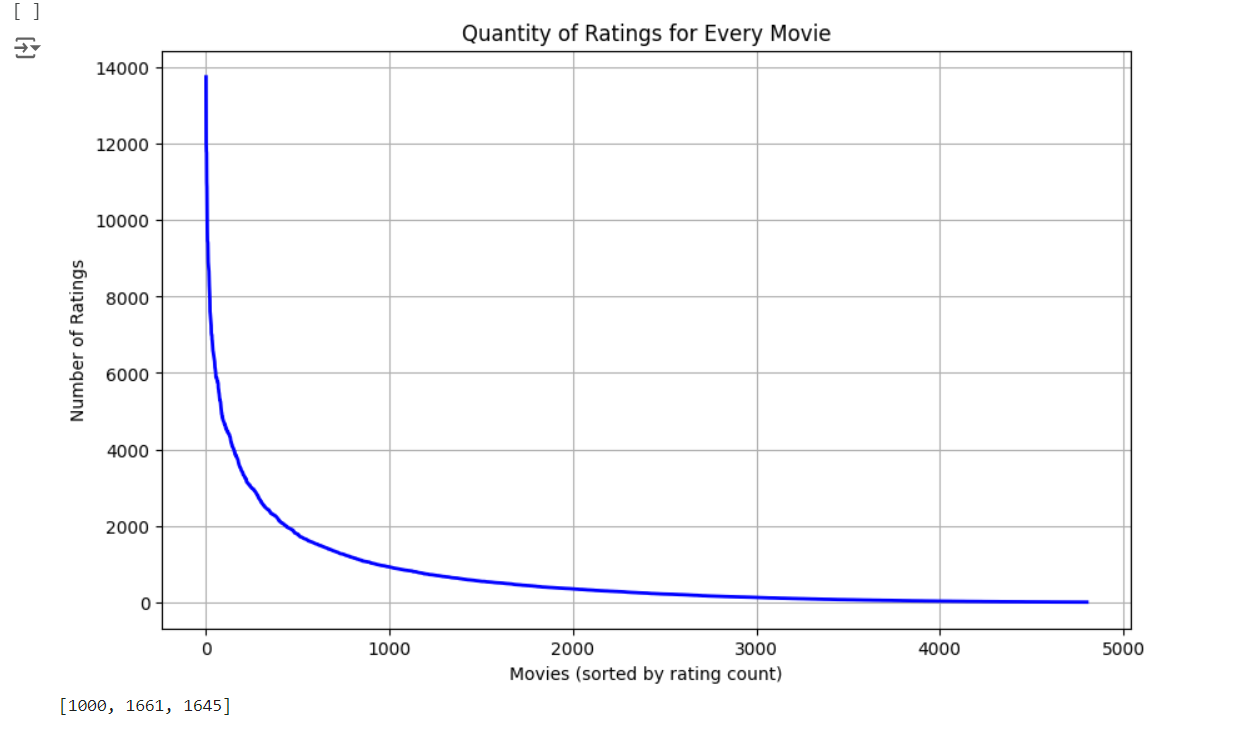 [ ]
Quantity of Ratings for Every Movie
14000
12000
10000
8000
6000
4000
2000
0
Number of Ratings
0 1000 2000 3000 4000 5000
Movies (sorted by rating count)
[1000, 1661, 1645]